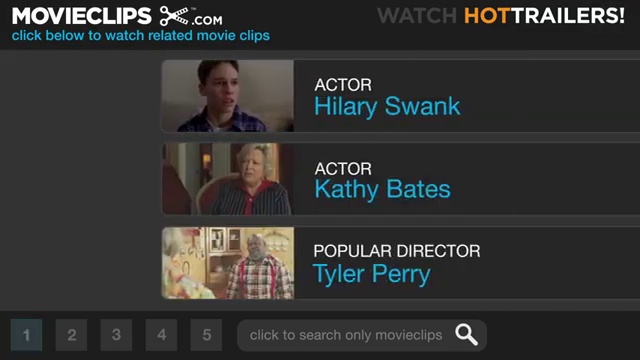 MOVIECLIPS .COM
WATCH HOTTRAILERS!
click below to watch related movie clips
ACTOR
Hilary Swank
ACTOR
Kathy Bates
POPULAR DIRECTOR
Tyler Perry
1 2 3 4 5
click to search only movieclips